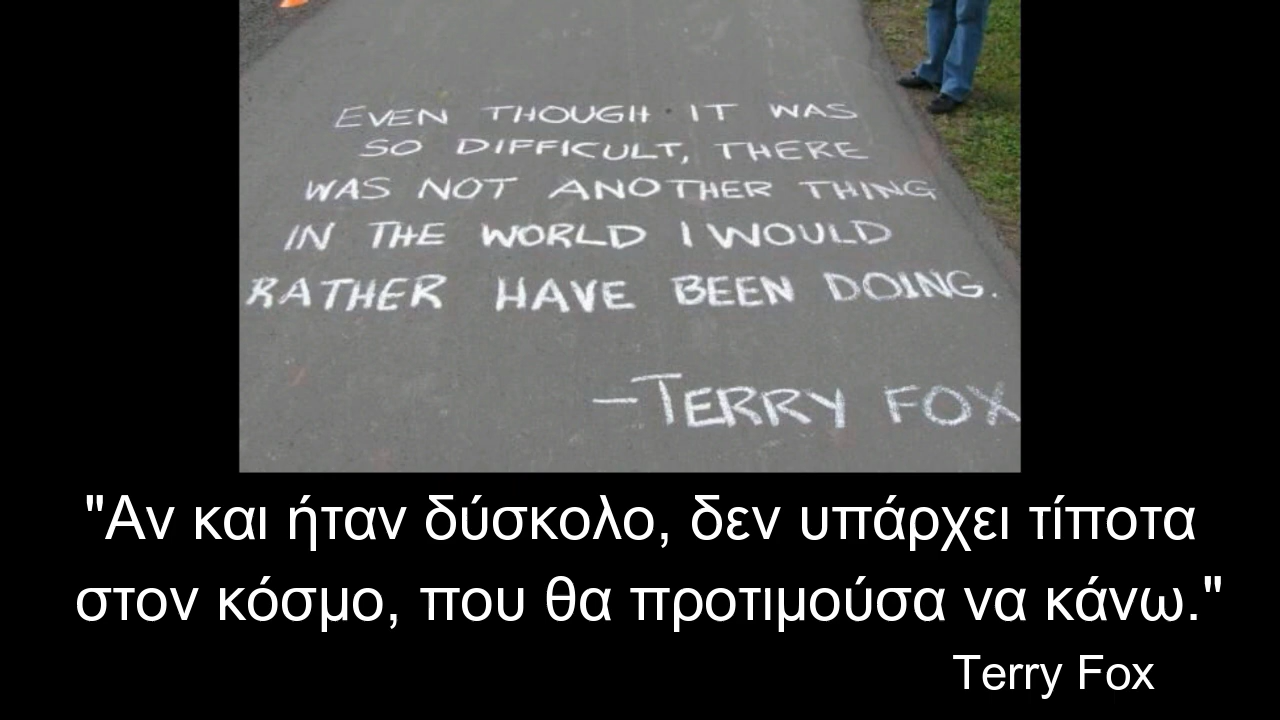 EVEN THOUGH IT WAS
SO DIFFICULT, THERE
WAS NOT ANOTHER THING
IN THE WORLD I WOULD
RATHER HAVE BEEN DOING.
-TERRY FOX
"Αν και ήταν δύσκολο, δεν υπάρχει τίποτα
στον κόσμο, που θα προτιμούσα να κάνω."
Terry Fox